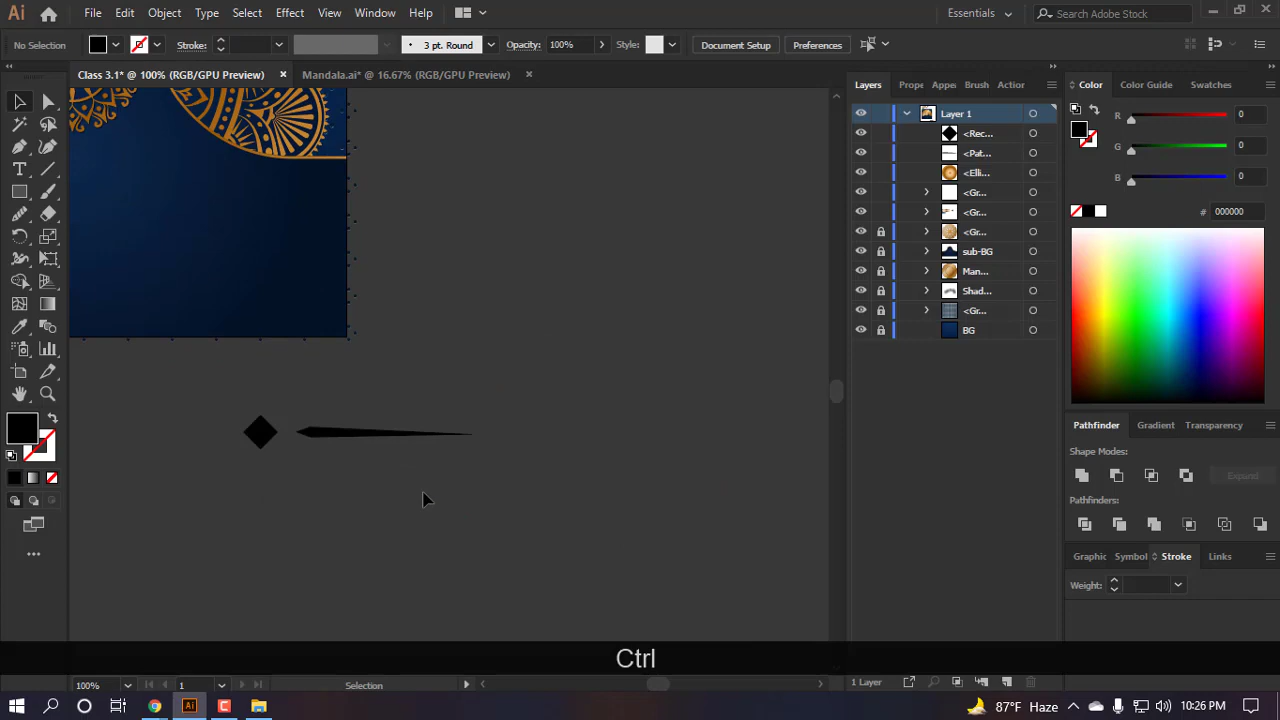 Ai File Edit Object Type Select Effect View Window Help Essentials Search Adobe Stock
No Selection Stroke: 3 pt. Round Opacity: 100% Style: Document Setup Preferences
Class 3.1* @ 100% (RGB/GPU Preview) Mandala.ai* @ 16.67% (RGB/GPU Preview)
Layers Prope Appe Brush Action
Color Color Guide Swatches
Layer 1
<Rec...
<Pat...
<Elli...
<Gr...
<Gr...
<Gr...
sub-BG
Man...
Shad...
<Gr...
BG
R 0
G 0
B 0
# 000000
Pathfinder Gradient Transparency
Shape Modes:
Expand
Pathfinders:
Graphic Symbol Stroke Links
Weight:
Ctrl
100% 1 Selection
1 Layer
Ai 87°F Haze 10:26 PM